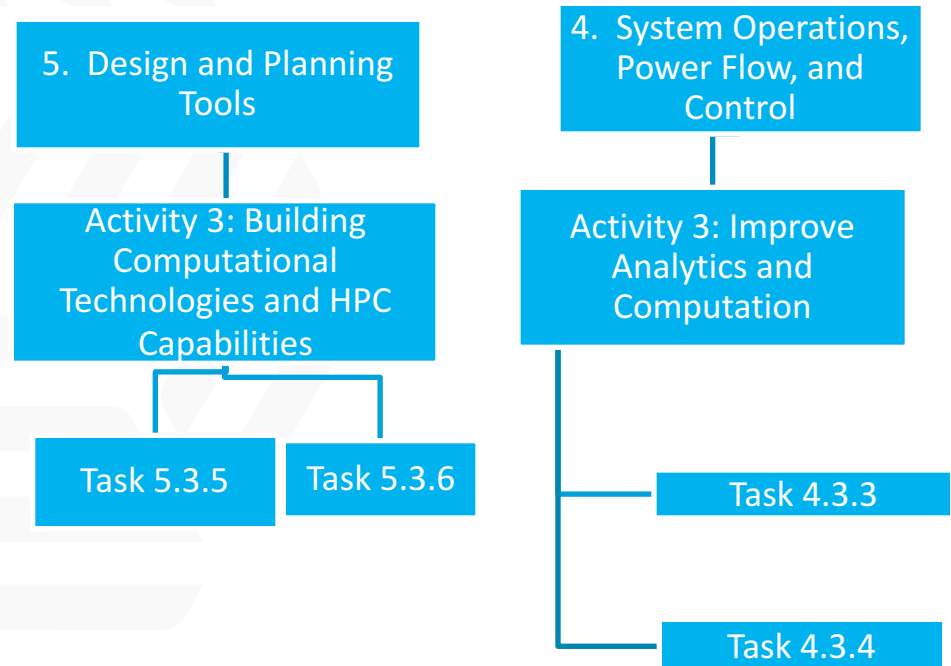 5.  Design and Planning
Tools
Activity 3: Building
Computational
Technologies and HPC
Capabilities
Task 5.3.5
Task 5.3.6
4.  System Operations,
Power Flow, and
Control
Activity 3: Improve
Analytics and
Computation
Task 4.3.3
Task 4.3.4